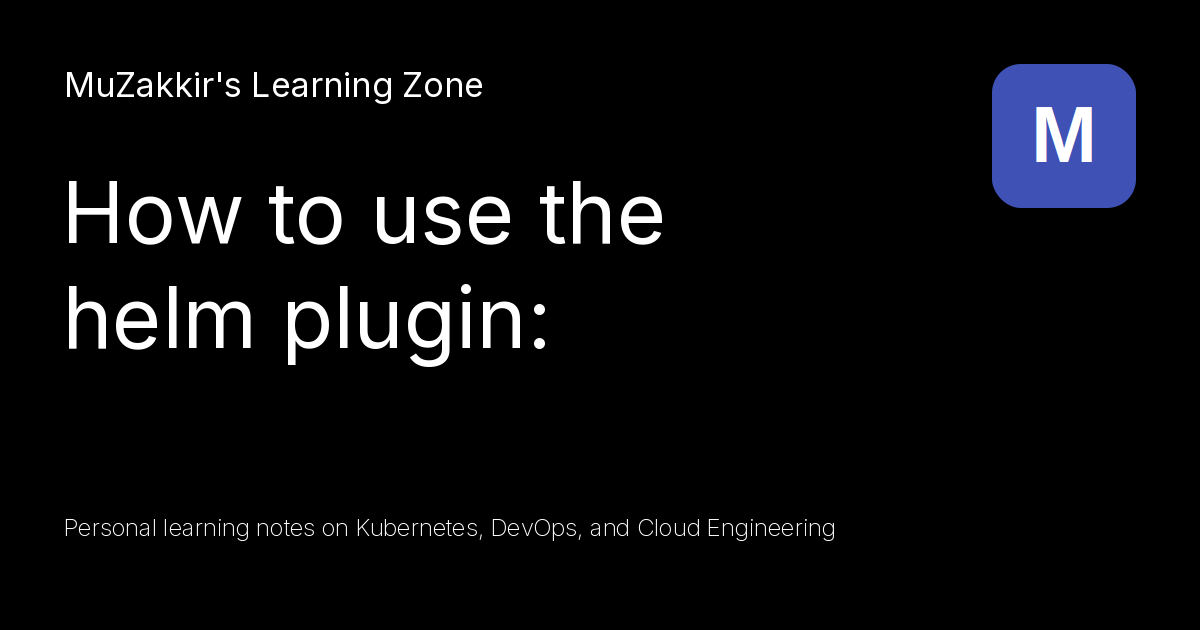 MuZakkir's Learning Zone
M
How to use the
helm plugin:
Personal learning notes on Kubernetes, DevOps, and Cloud Engineering